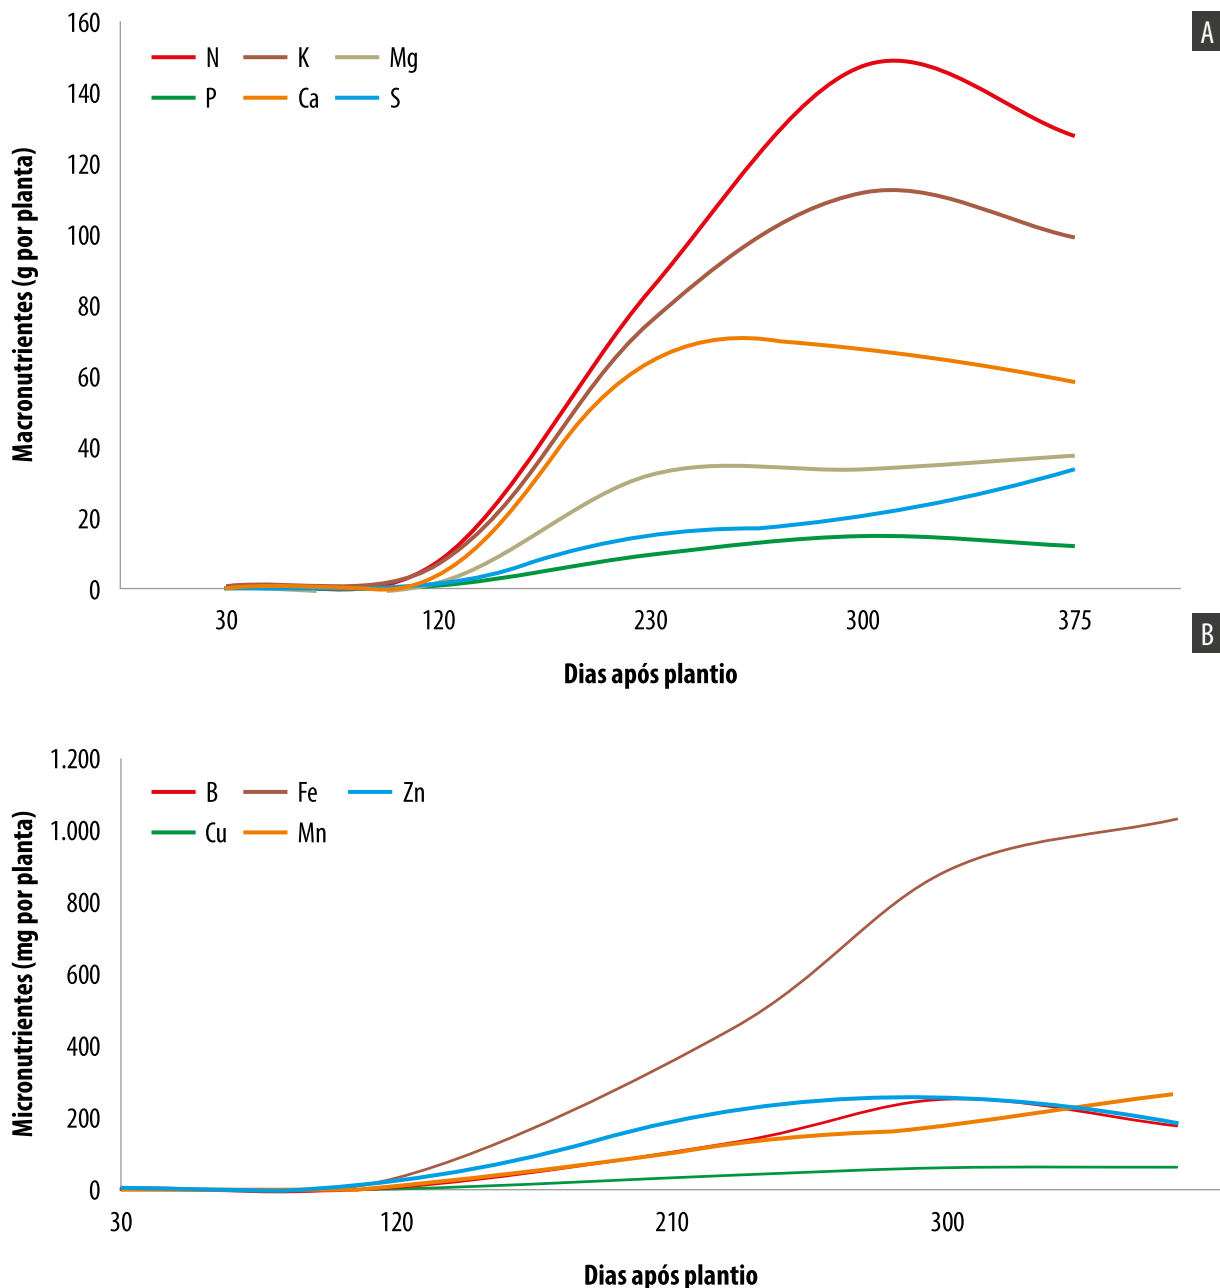 A
N K Mg
P Ca S
Macronutrientes (g por planta)
160
140
120
100
80
60
40
20
0
30 120 230 300 375
Dias após plantio
B
B Fe Zn
Cu Mn
Micronutrientes (mg por planta)
1.200
1.000
800
600
400
200
0
30 120 210 300
Dias após plantio